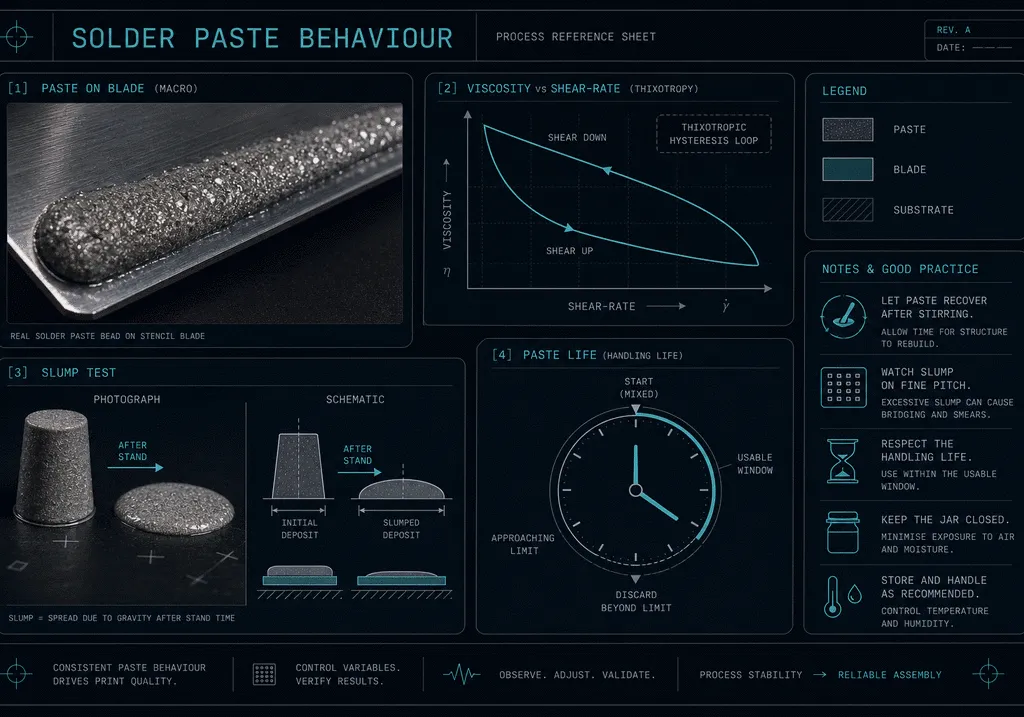 SOLDER PASTE BEHAVIOUR
PROCESS REFERENCE SHEET
REV. A
DATE: ———
[1] PASTE ON BLADE (MACRO)
REAL SOLDER PASTE BEAD ON STENCIL BLADE
[2] VISCOSITY vs SHEAR-RATE (THIXOTROPY)
THIXOTROPIC
HYSTERESIS LOOP
SHEAR DOWN
SHEAR UP
VISCOSITY
η
SHEAR-RATE
γ̇
LEGEND
PASTE
BLADE
SUBSTRATE
[3] SLUMP TEST
PHOTOGRAPH
AFTER
STAND
SCHEMATIC
AFTER
STAND
INITIAL
DEPOSIT
SLUMPED
DEPOSIT
SLUMP = SPREAD DUE TO GRAVITY AFTER STAND TIME
[4] PASTE LIFE (HANDLING LIFE)
START
(MIXED)
USABLE
WINDOW
APPROACHING
LIMIT
DISCARD
BEYOND LIMIT
NOTES & GOOD PRACTICE
LET PASTE RECOVER
AFTER STIRRING.
ALLOW TIME FOR STRUCTURE
TO REBUILD.
WATCH SLUMP
ON FINE PITCH.
EXCESSIVE SLUMP CAN CAUSE
BRIDGING AND SMEARS.
RESPECT THE
HANDLING LIFE.
USE WITHIN THE USABLE
WINDOW.
KEEP THE JAR CLOSED.
MINIMISE EXPOSURE TO AIR
AND MOISTURE.
STORE AND HANDLE
AS RECOMMENDED.
CONTROL TEMPERATURE
AND HUMIDITY.
CONSISTENT PASTE BEHAVIOUR
DRIVES PRINT QUALITY.
CONTROL VARIABLES.
VERIFY RESULTS.
OBSERVE. ADJUST. VALIDATE.
PROCESS STABILITY → RELIABLE ASSEMBLY